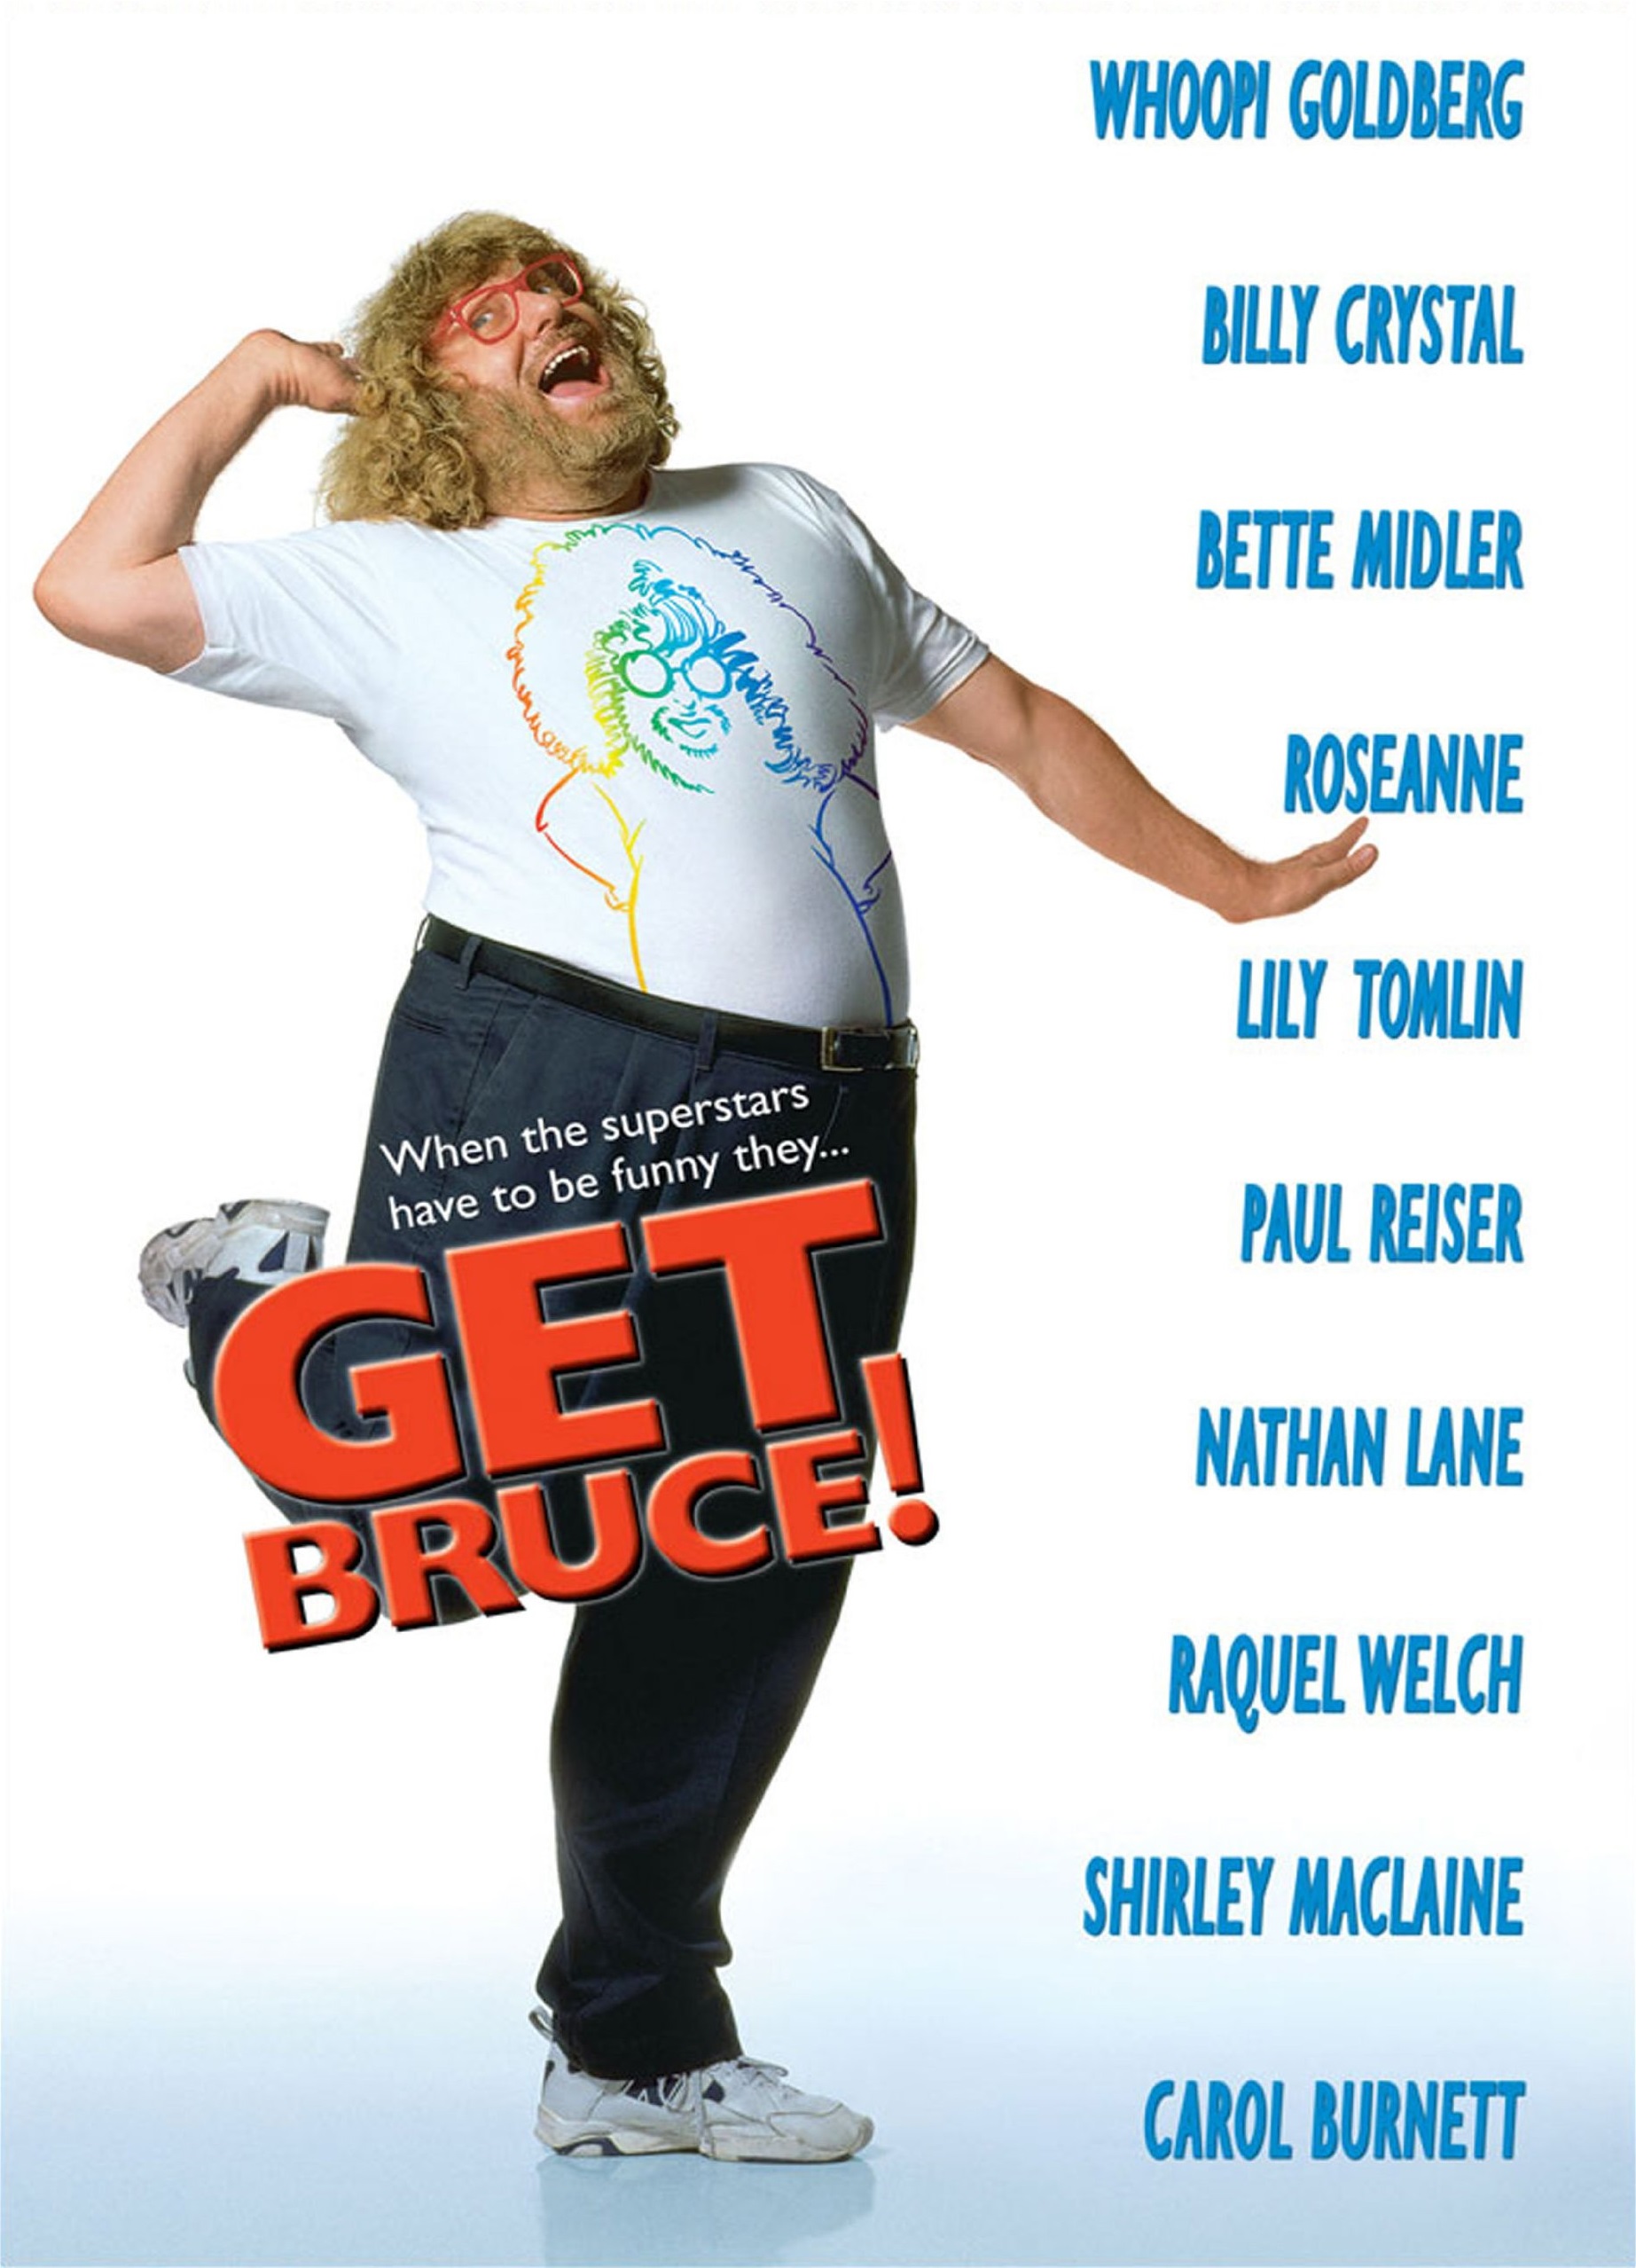 WHOOPI GOLDBERG
BILLY CRYSTAL
BETTE MIDLER
ROSEANNE
LILY TOMLIN
PAUL REISER
NATHAN LANE
RAQUEL WELCH
SHIRLEY MACLAINE
CAROL BURNETT
When the superstars
have to be funny they...
GET
BRUCE!